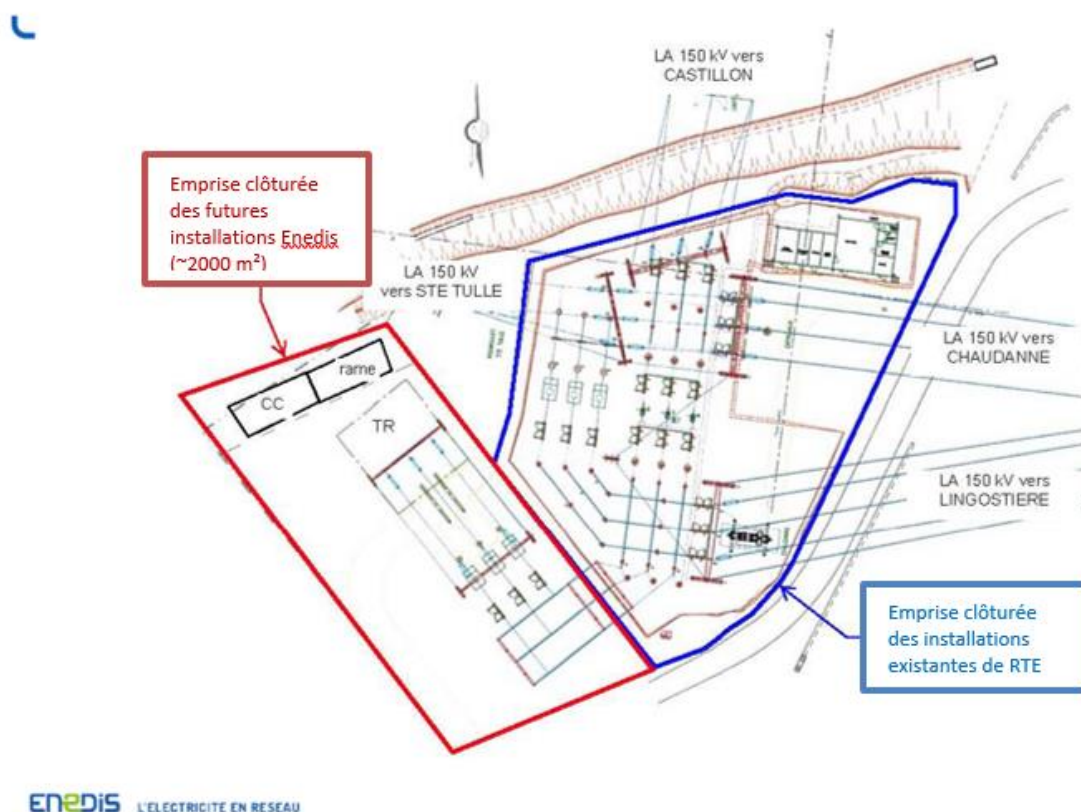 LA 150 kV vers
CASTILLON
Emprise clôturée
des futures
installations Enedis
(~2000 m²)
LA 150 kV
vers STE TULLE
LA 150 kV vers
CHAUDANNE
rame
CC
TR
LA 150 kV vers
LINGOSTIERE
Emprise clôturée
des installations
existantes de RTE
ENEDIS L'ELECTRICITE EN RESEAU